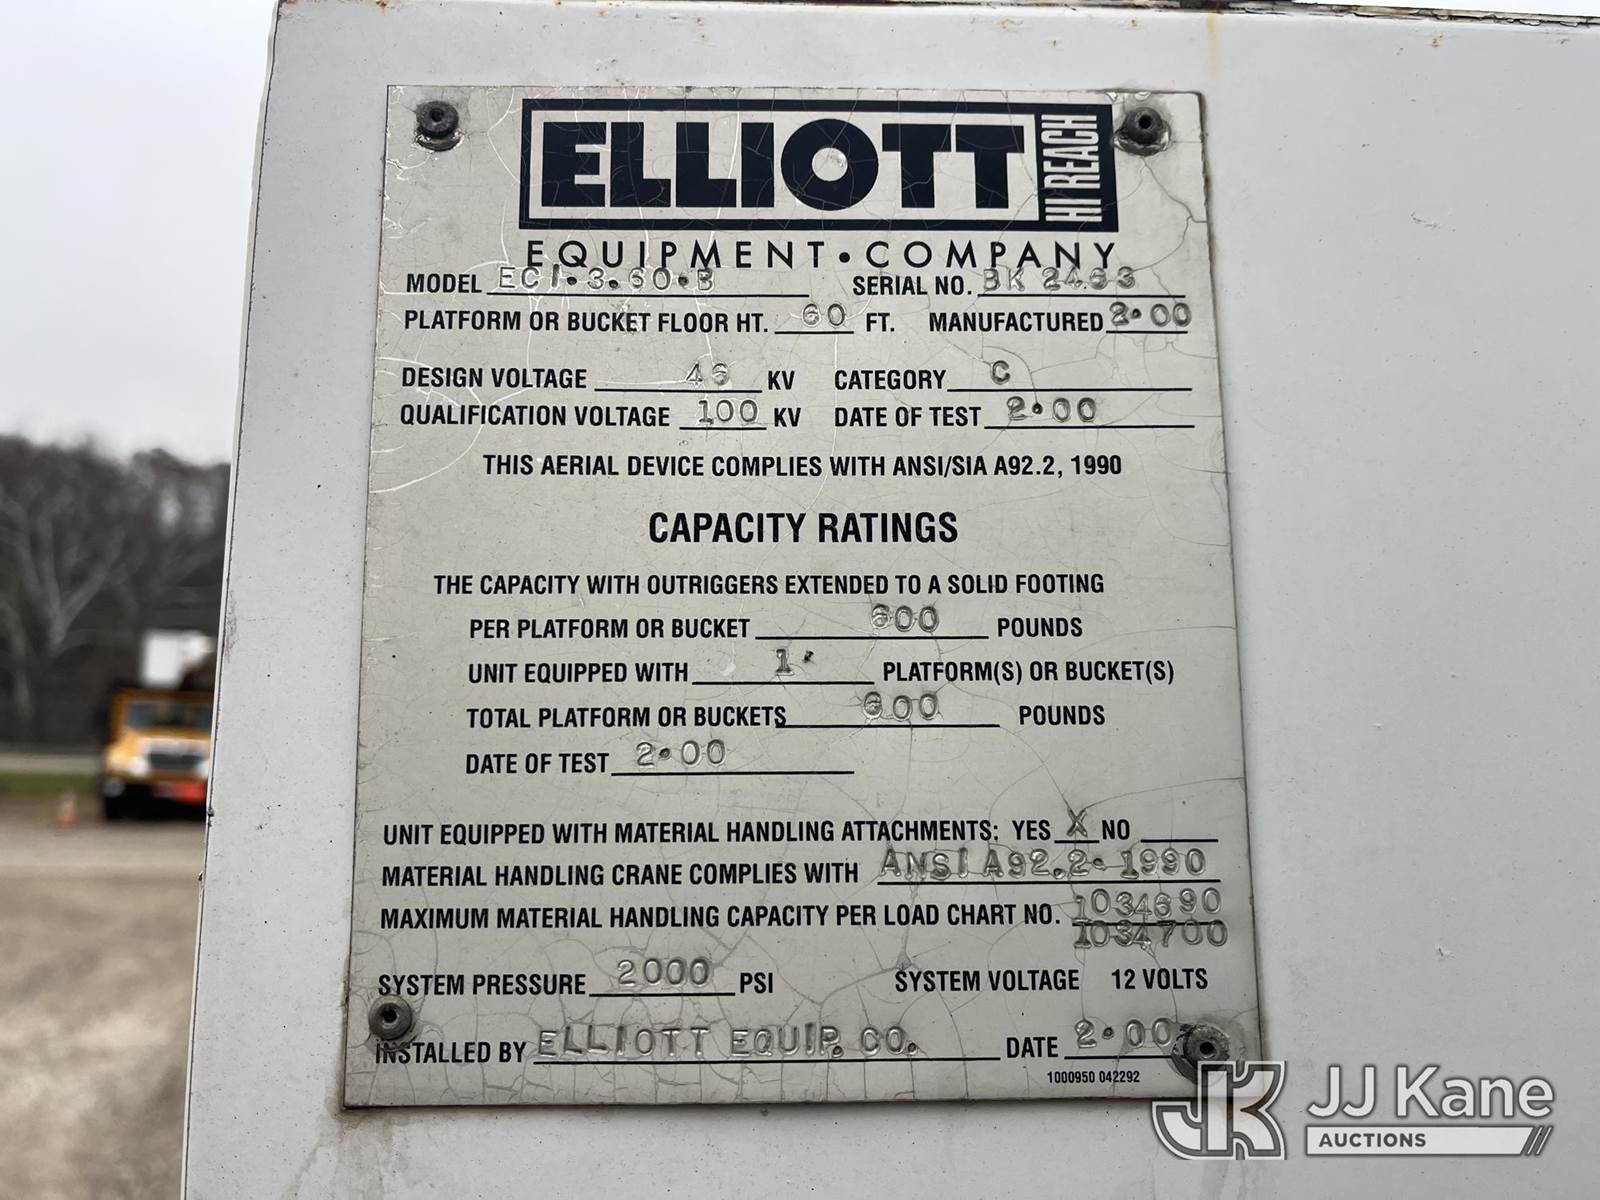 ELLIOTT HI REACH
EQUIPMENT•COMPANY
MODEL EC1•3•60•B SERIAL NO. BK 2463
PLATFORM OR BUCKET FLOOR HT. 60 FT. MANUFACTURED 2•00
DESIGN VOLTAGE 46 KV CATEGORY C
QUALIFICATION VOLTAGE 100 KV DATE OF TEST 2•00
THIS AERIAL DEVICE COMPLIES WITH ANSI/SIA A92.2, 1990
CAPACITY RATINGS
THE CAPACITY WITH OUTRIGGERS EXTENDED TO A SOLID FOOTING
PER PLATFORM OR BUCKET 600 POUNDS
UNIT EQUIPPED WITH 1 PLATFORM(S) OR BUCKET(S)
TOTAL PLATFORM OR BUCKETS 600 POUNDS
DATE OF TEST 2•00
UNIT EQUIPPED WITH MATERIAL HANDLING ATTACHMENTS: YES X NO
MATERIAL HANDLING CRANE COMPLIES WITH ANSI A92.2-1990
MAXIMUM MATERIAL HANDLING CAPACITY PER LOAD CHART NO. 1034690
1034700
SYSTEM PRESSURE 2000 PSI SYSTEM VOLTAGE 12 VOLTS
INSTALLED BY ELLIOTT EQUIP. CO. DATE 2•00
1000950 042292
JK JJ Kane
AUCTIONS